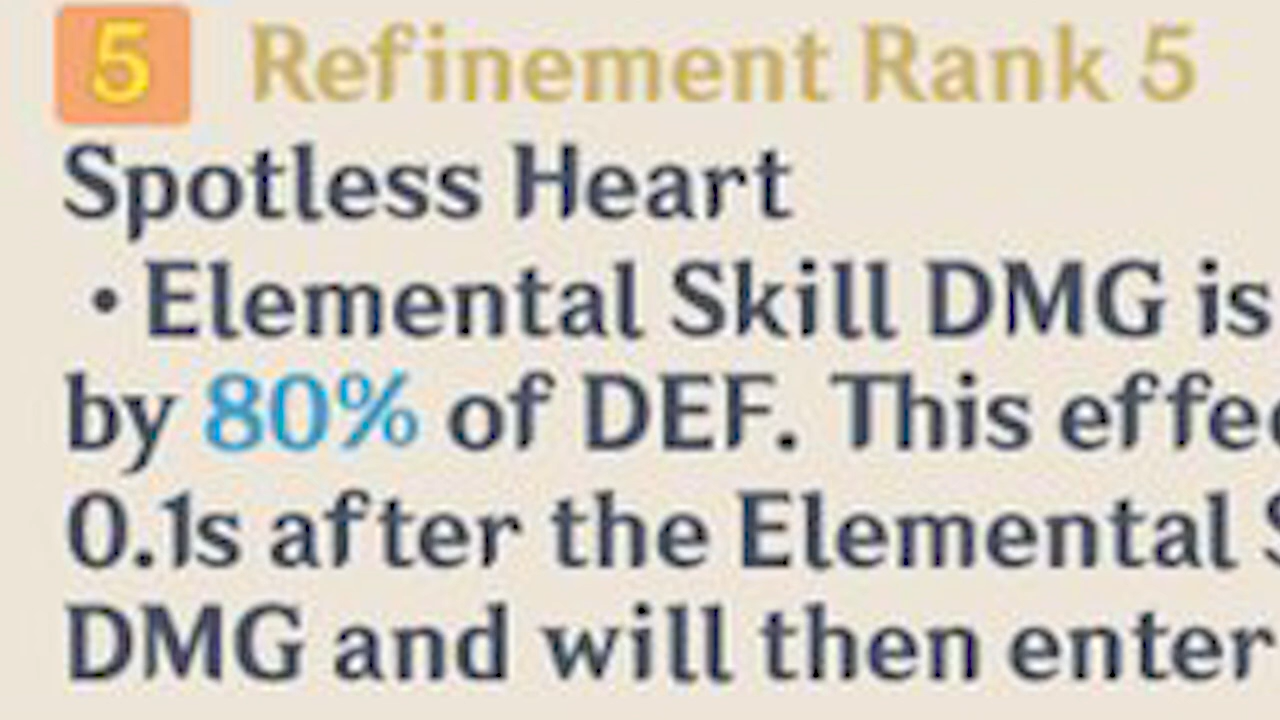 5 Refinement Rank 5
Spotless Heart
• Elemental Skill DMG is
by 80% of DEF. This effec
0.1s after the Elemental S
DMG and will then enter